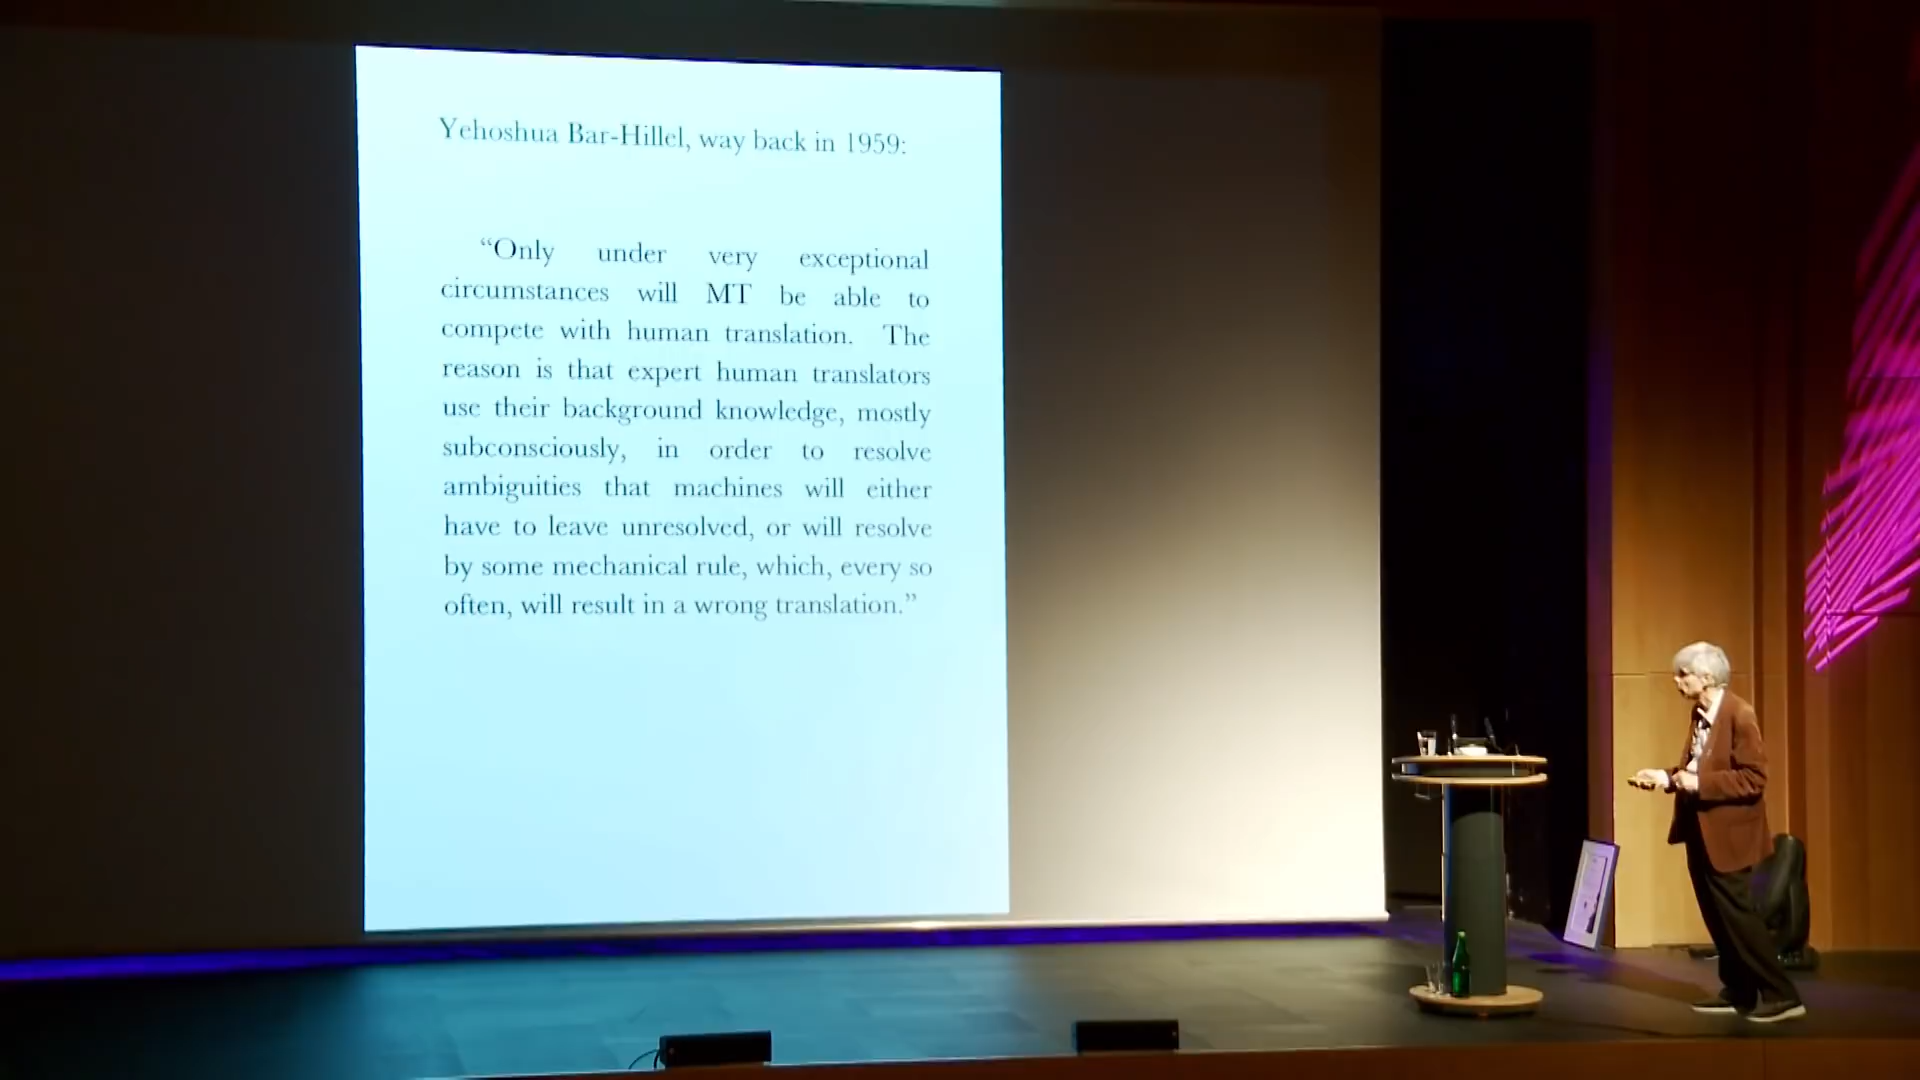 Yehoshua Bar-Hillel, way back in 1959:
“Only under very exceptional
circumstances will MT be able to
compete with human translation. The
reason is that expert human translators
use their background knowledge, mostly
subconsciously, in order to resolve
ambiguities that machines will either
have to leave unresolved, or will resolve
by some mechanical rule, which, every so
often, will result in a wrong translation.”